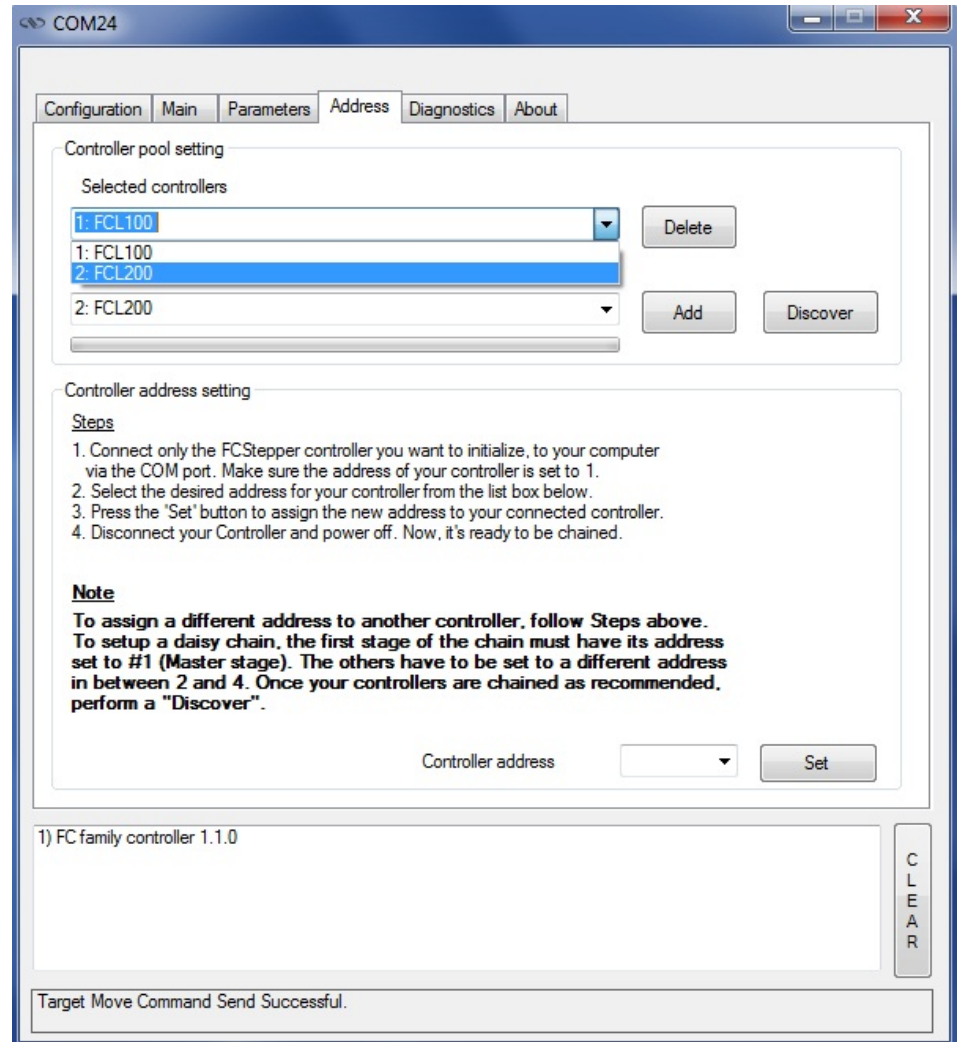 COM24
Configuration Main Parameters Address Diagnostics About
Controller pool setting
Selected controllers
1: FCL100
Delete
1: FCL100
2: FCL200
2: FCL200
Add Discover
Controller address setting
Steps
1. Connect only the FCStepper controller you want to initialize, to your computer
via the COM port. Make sure the address of your controller is set to 1.
2. Select the desired address for your controller from the list box below.
3. Press the 'Set' button to assign the new address to your connected controller.
4. Disconnect your Controller and power off. Now, it's ready to be chained.
Note
To assign a different address to another controller, follow Steps above.
To setup a daisy chain, the first stage of the chain must have its address
set to #1 (Master stage). The others have to be set to a different address
in between 2 and 4. Once your controllers are chained as recommended,
perform a "Discover".
Controller address Set
1) FC family controller 1.1.0
CLEAR
Target Move Command Send Successful.